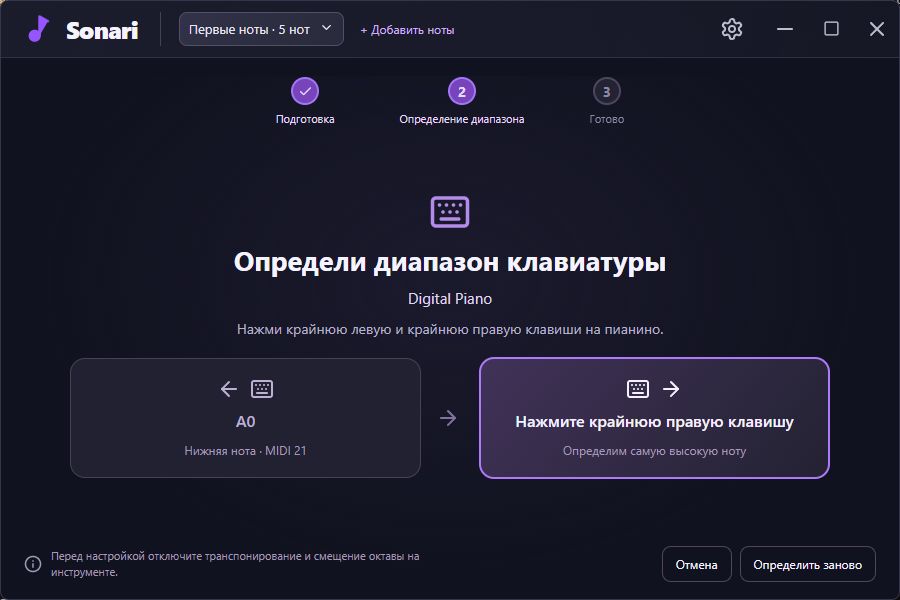 Sonari
Первые ноты · 5 нот
+ Добавить ноты
2
3
Подготовка
Определение диапазона
Готово
Определи диапазон клавиатуры
Digital Piano
Нажми крайнюю левую и крайнюю правую клавиши на пианино.
A0
Нижняя нота · MIDI 21
Нажмите крайнюю правую клавишу
Определим самую высокую ноту
Перед настройкой отключите транспонирование и смещение октавы на
инструменте.
Отмена
Определить заново